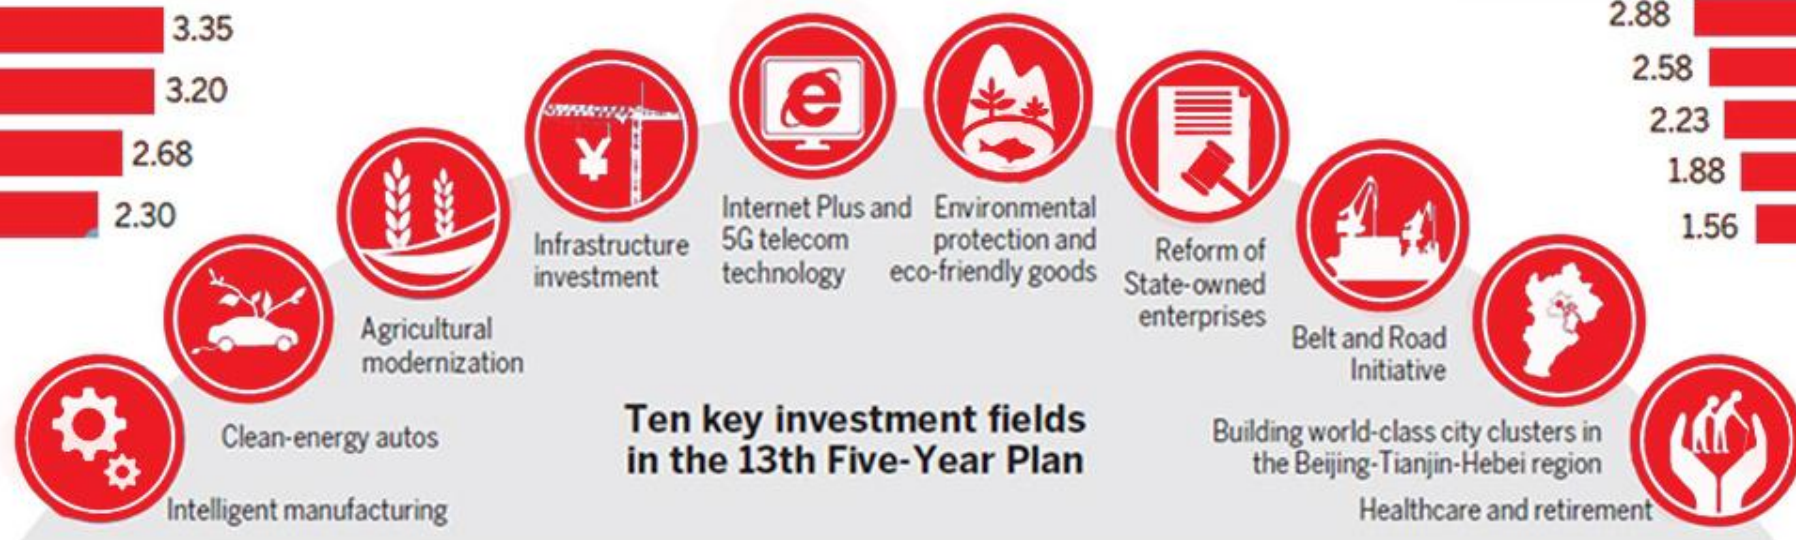 3.35
3.20
2.68
2.30
2.88
2.58
2.23
1.88
1.56
Intelligent manufacturing
Clean-energy autos
Agricultural
modernization
Infrastructure
investment
¥
e
Internet Plus and
5G telecom
technology
Environmental
protection and
eco-friendly goods
Reform of
State-owned
enterprises
Belt and Road
Initiative
Building world-class city clusters in
the Beijing-Tianjin-Hebei region
Healthcare and retirement
Ten key investment fields
in the 13th Five-Year Plan